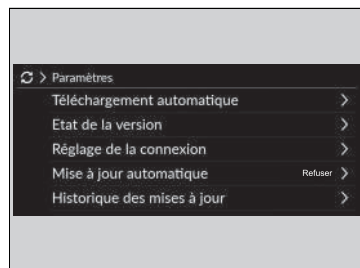 Paramètres
Téléchargement automatique
Etat de la version
Réglage de la connexion
Mise à jour automatique Refuser
Historique des mises à jour